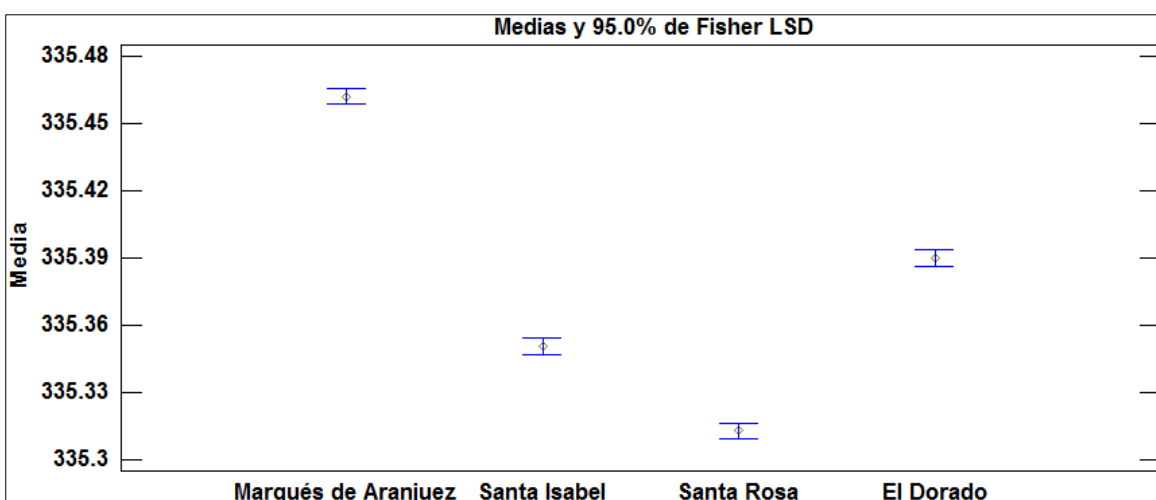 Medias y 95.0% de Fisher LSD
335.48
335.45
335.42
335.39
335.36
335.33
335.3
Media
Marqués de Aranjuez Santa Isabel Santa Rosa El Dorado